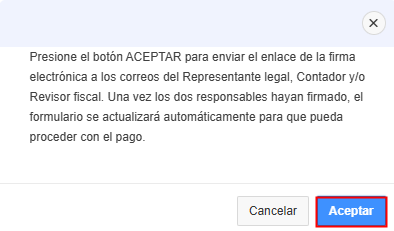 Presione el botón ACEPTAR para enviar el enlace de la firma
electrónica a los correos del Representante legal, Contador y/o
Revisor fiscal. Una vez los dos responsables hayan firmado, el
formulario se actualizará automáticamente para que pueda
proceder con el pago.
Cancelar Aceptar